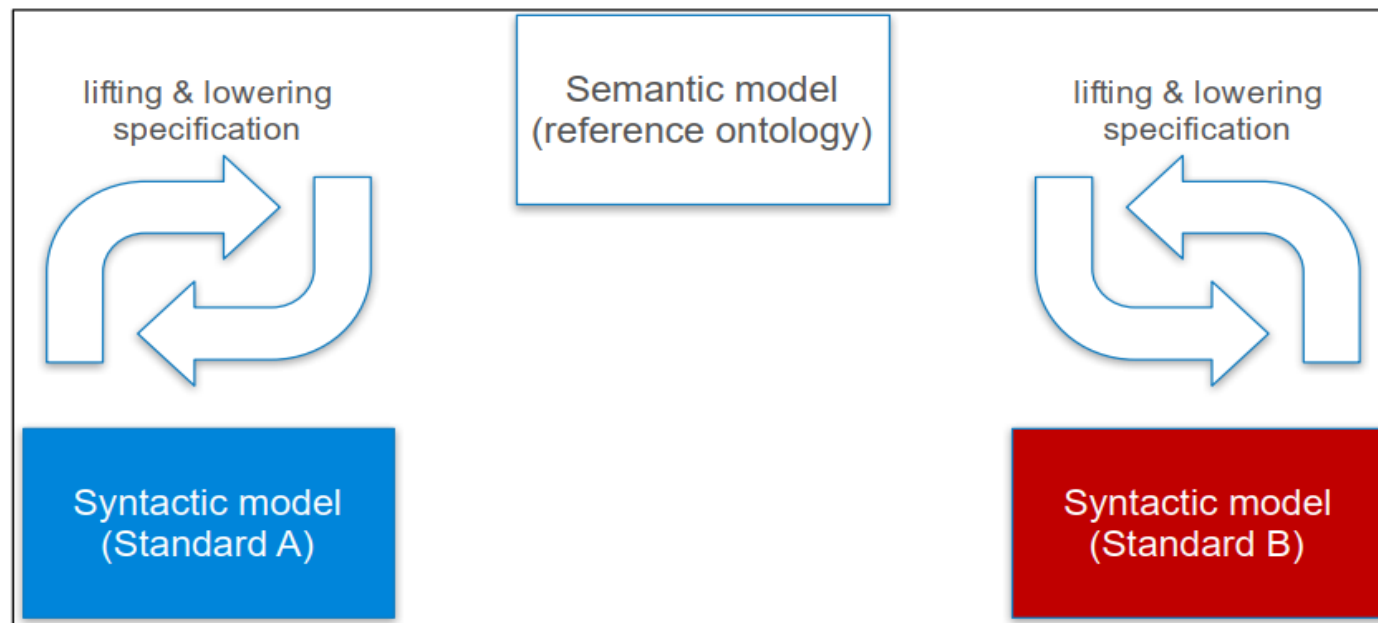 lifting & lowering
specification
Semantic model
(reference ontology)
lifting & lowering
specification
Syntactic model
(Standard A)
Syntactic model
(Standard B)